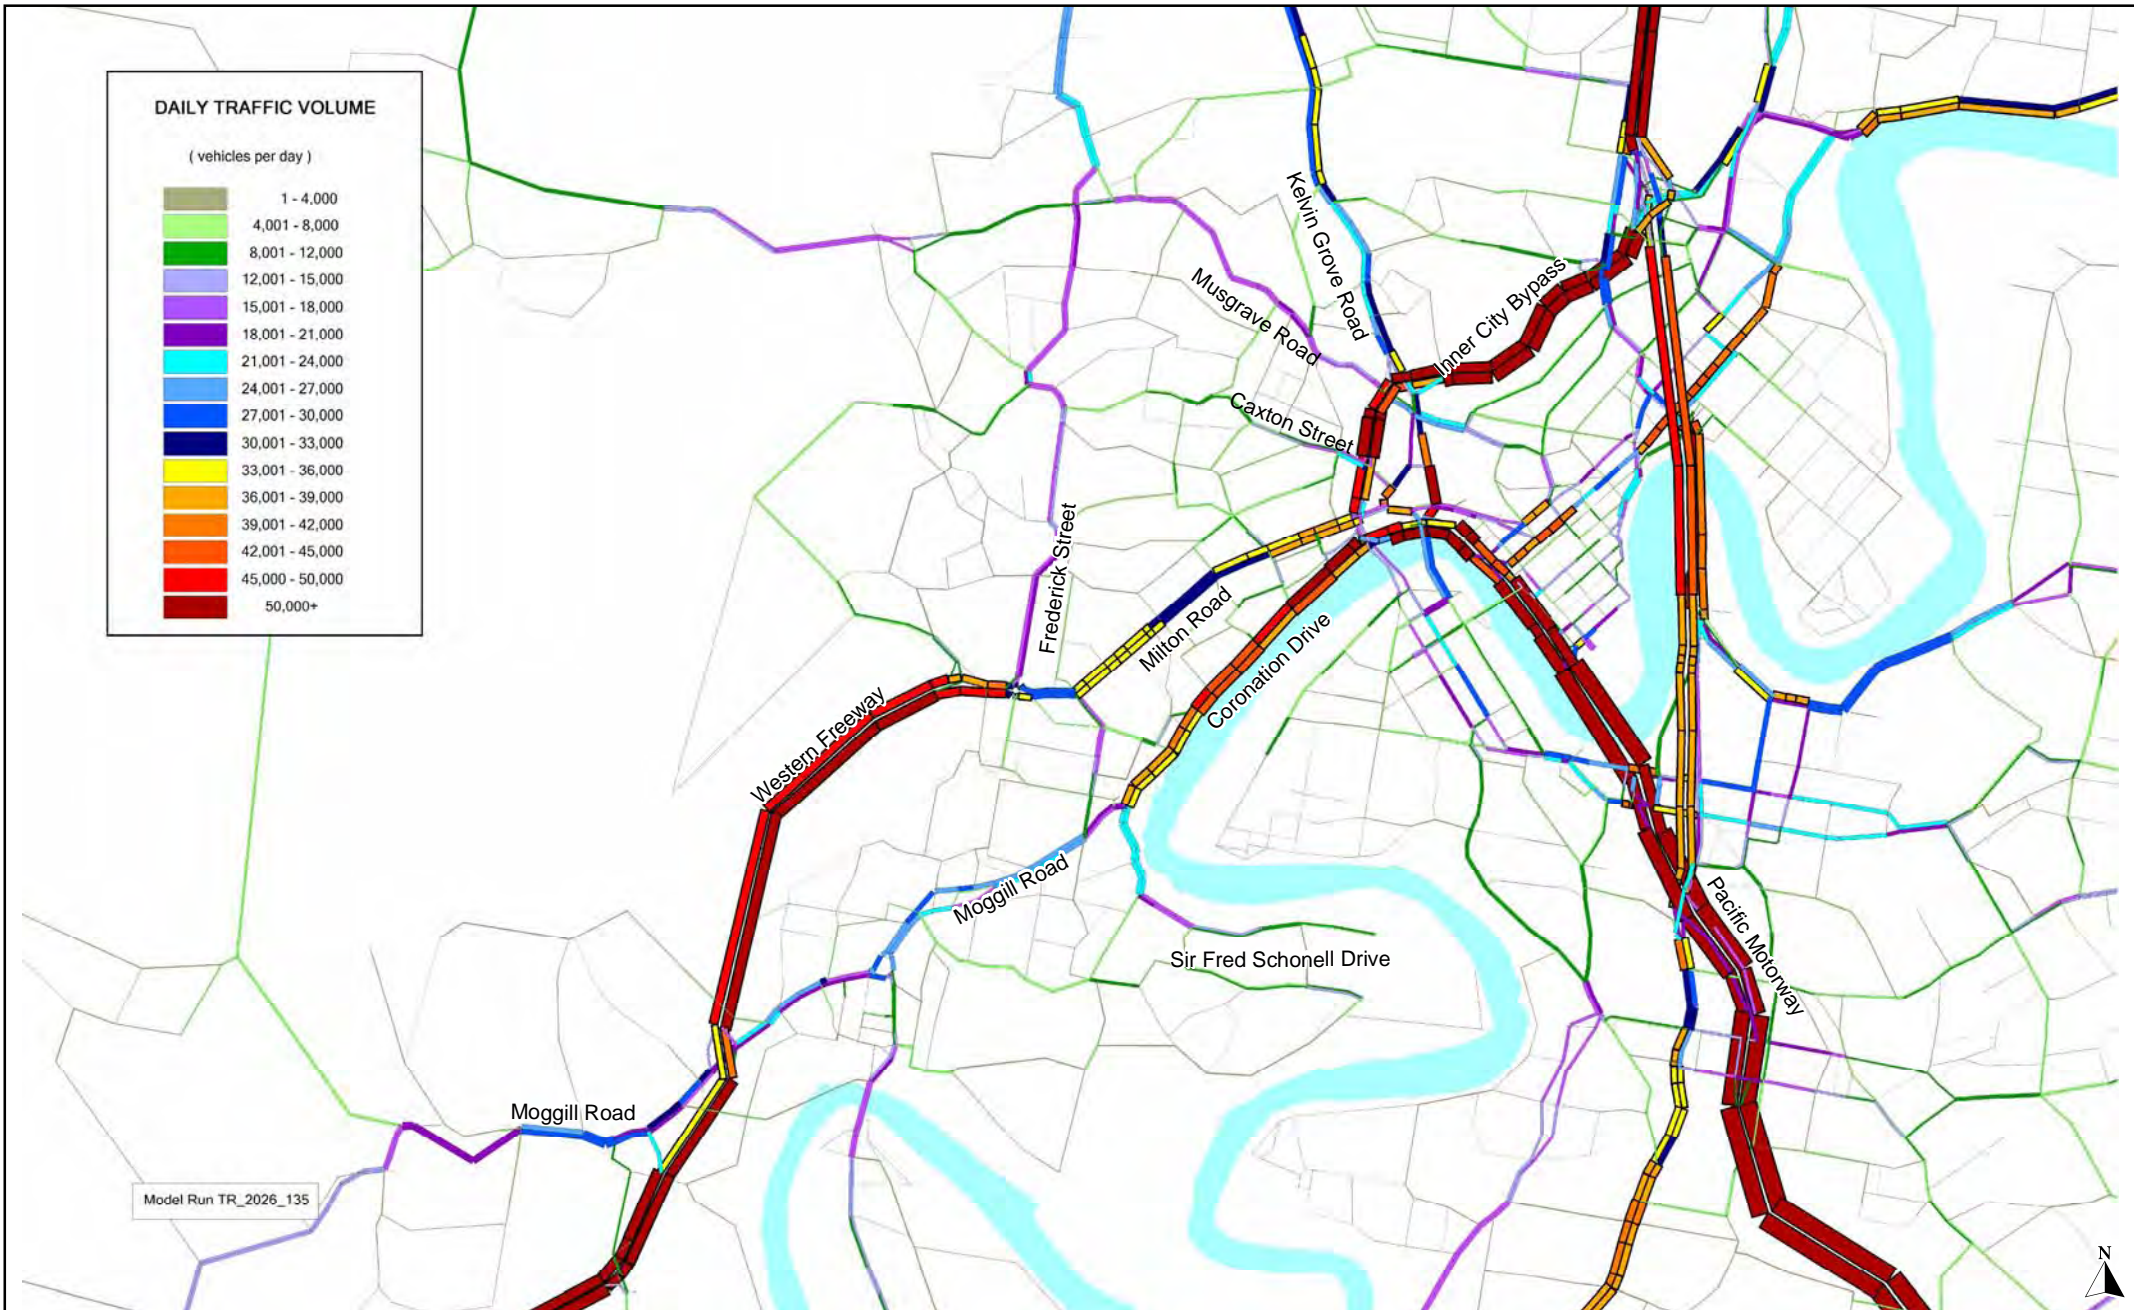 DAILY TRAFFIC VOLUME
( vehicles per day )
1 - 4,000
4,001 - 8,000
8,001 - 12,000
12,001 - 15,000
15,001 - 18,000
18,001 - 21,000
21,001 - 24,000
24,001 - 27,000
27,001 - 30,000
30,001 - 33,000
33,001 - 36,000
36,001 - 39,000
39,001 - 42,000
42,001 - 45,000
45,000 - 50,000
50,000+
Kelvin Grove Road
Musgrave Road
Inner City Bypass
Caxton Street
Frederick Street
Milton Road
Coronation Drive
Western Freeway
Moggill Road
Pacific Motorway
Sir Fred Schonell Drive
Moggill Road
Model Run TR_2026_135
N